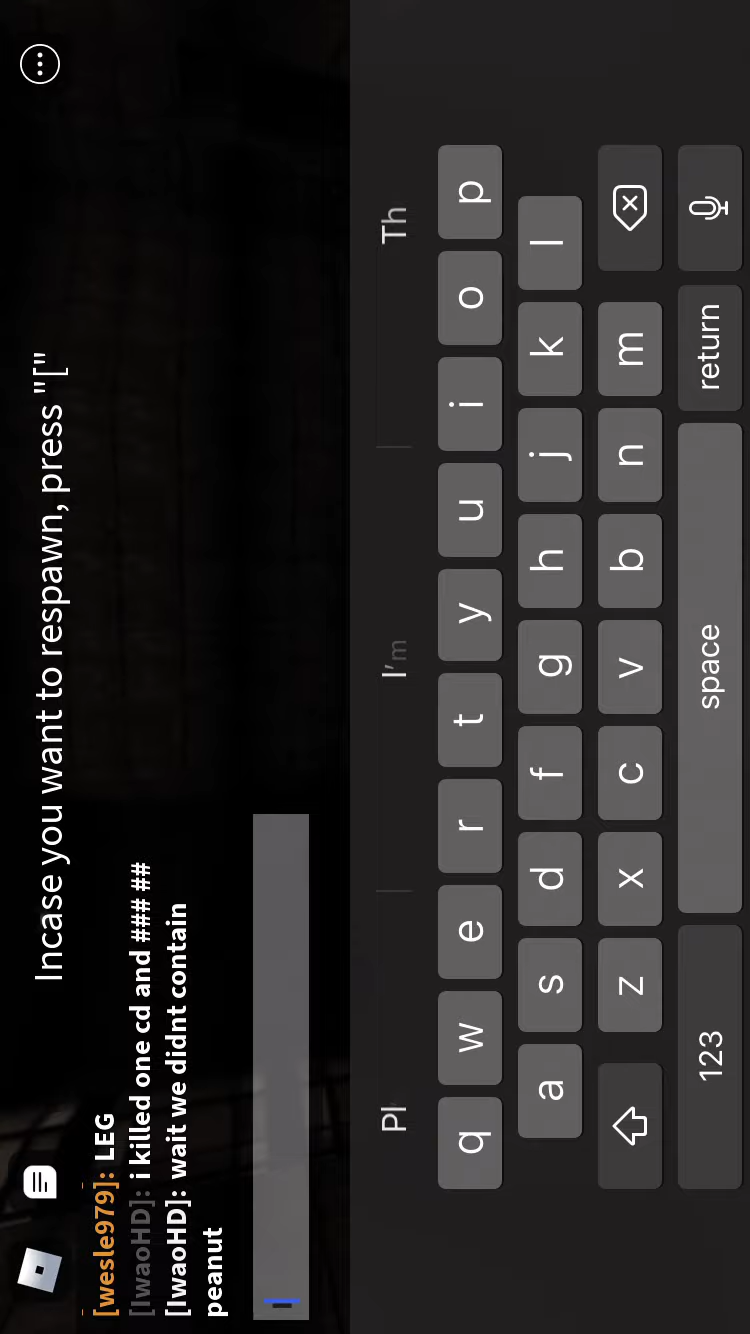 Incase you want to respawn, press "["
[wesle979]: LEG
[IwaoHD]: i killed one cd and ### ##
[IwaoHD]: wait we didnt contain
peanut
Pl I'm Th
q w e r t y u i o p
a s d f g h j k l
z x c v b n m
123 space return